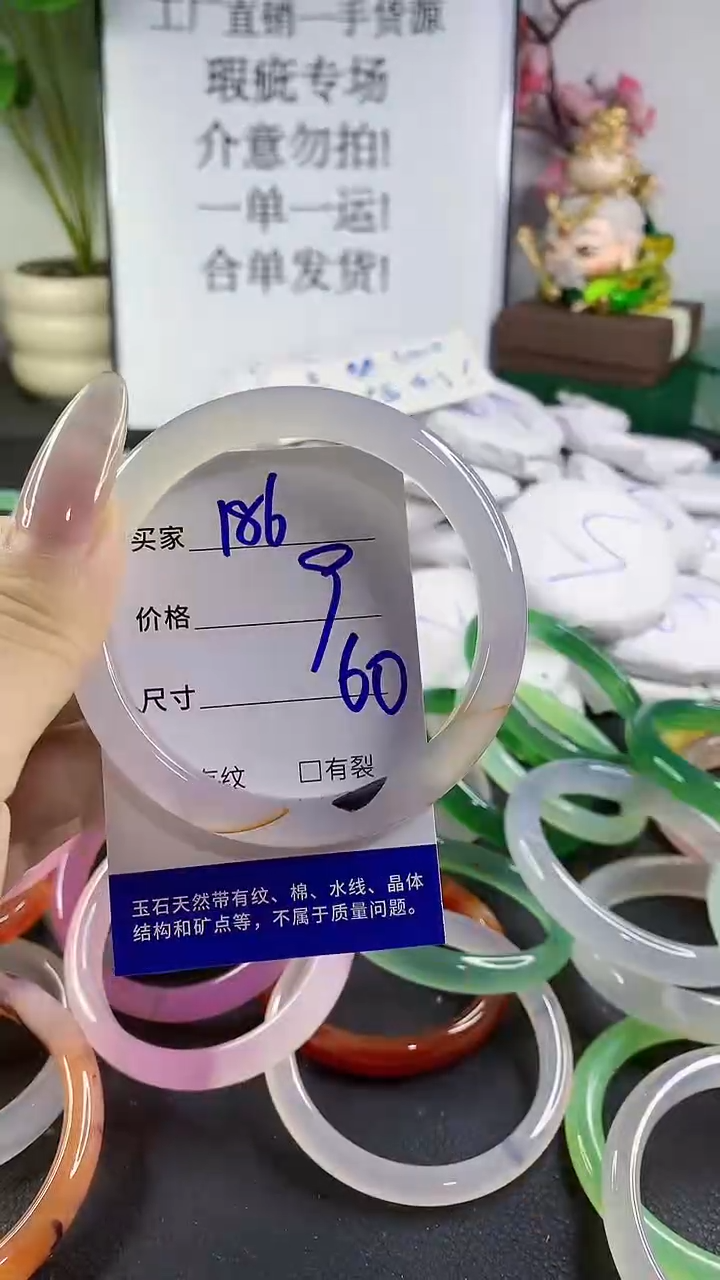 工厂直销一手货源
瑕疵专场
介意勿拍!
一单一运!
合单发货!
买家 186
价格 9
尺寸 60
有纹 □有裂
玉石天然带有纹、棉、水线、晶体
结构和矿点等，不属于质量问题。